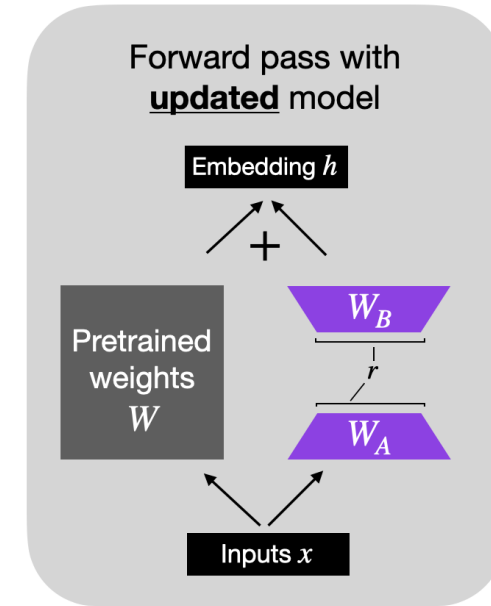 Forward pass with
updated model
Embedding h
+
Pretrained
weights
W
W_B
r
W_A
Inputs x